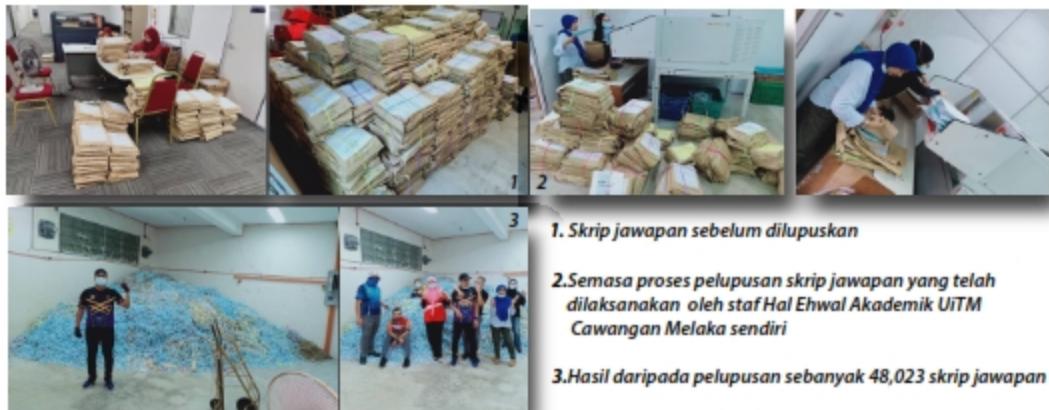 1
2
3
1. Skrip jawapan sebelum dilupuskan
2.Semasa proses pelupusan skrip jawapan yang telah
dilaksanakan oleh staf Hal Ehwal Akademik UiTM
Cawangan Melaka sendiri
3.Hasil daripada pelupusan sebanyak 48,023 skrip jawapan